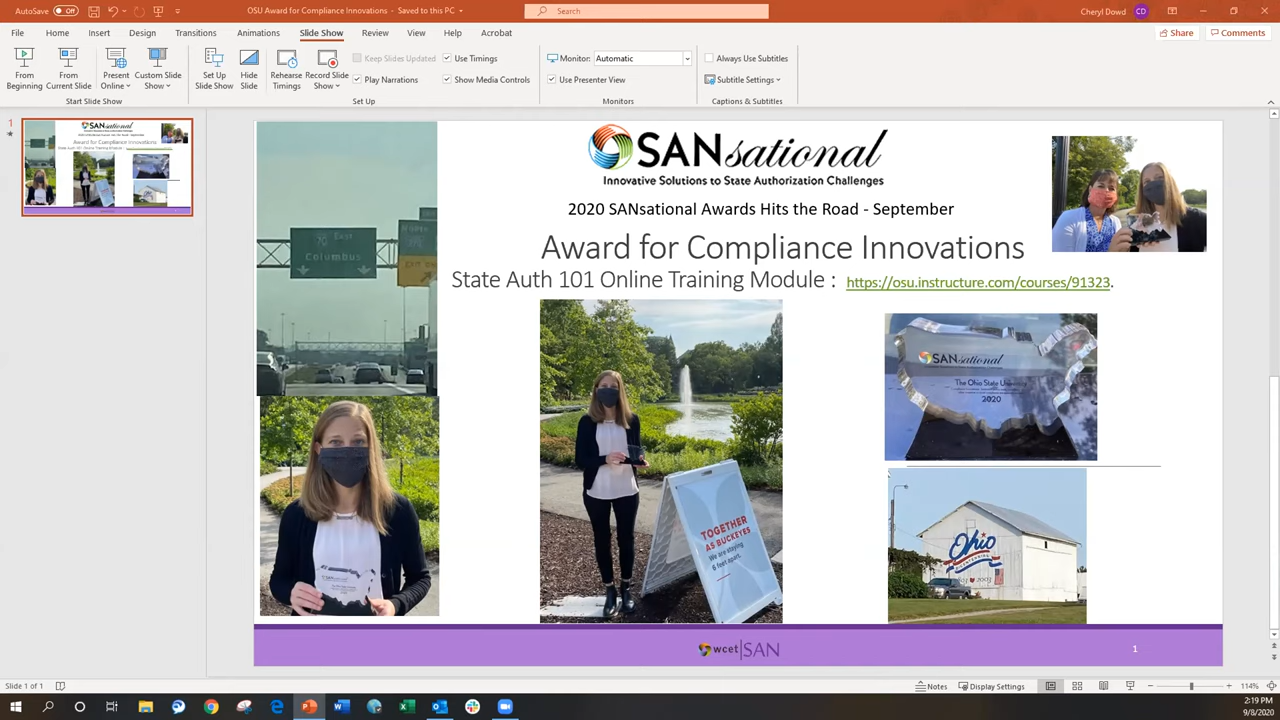 AutoSave Off OSU Award for Compliance Innovations - Saved to this PC Search Cheryl Dowd CD
File Home Insert Design Transitions Animations Slide Show Review View Help Acrobat Share Comments
From Beginning
From Current Slide
Present Online
Custom Slide Show
Start Slide Show
Set Up Slide Show
Hide Slide
Rehearse Timings
Record Slide Show
Keep Slides Updated
Play Narrations
Use Timings
Show Media Controls
Set Up
Monitor: Automatic
Use Presenter View
Monitors
Always Use Subtitles
Subtitle Settings
Captions & Subtitles
1
SANsational
Innovative Solutions to State Authorization Challenges
2020 SANsational Awards Hits the Road - September
Award for Compliance Innovations
State Auth 101 Online Training Module : https://osu.instructure.com/courses/91323.
East
Columbus
SANsational
The Ohio State University
2020
TOGETHER
AS BUCKEYES
We are staying
6 feet apart.
Ohio
BICENTENNIAL
wcet SAN
1
Slide 1 of 1 Notes Display Settings 114%
2:19 PM
9/8/2020